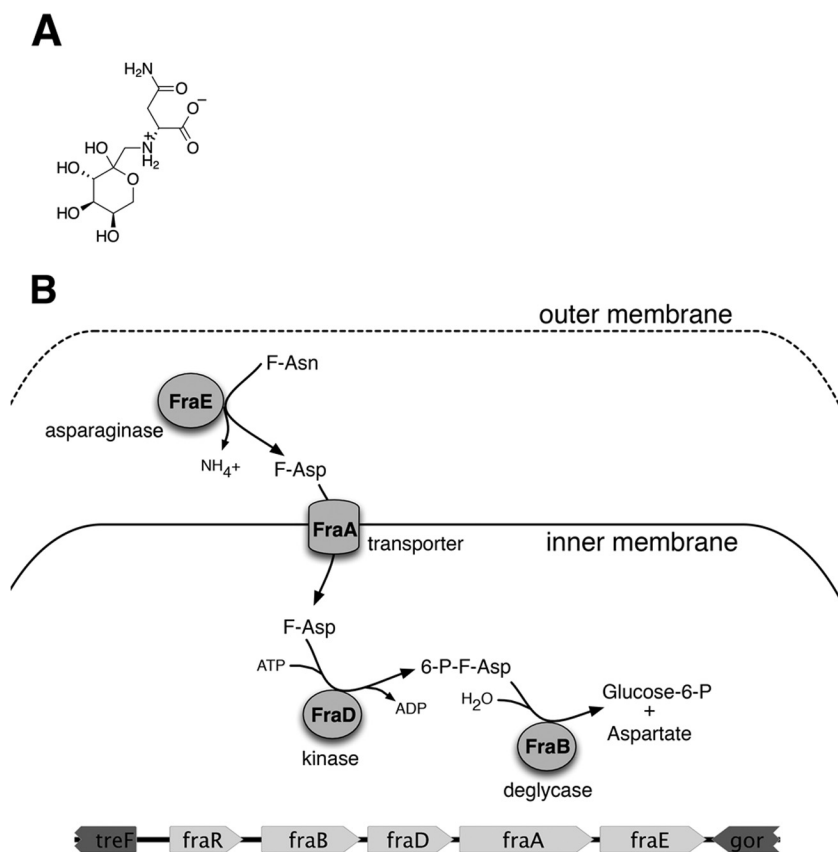 A
H₂N
O
O⁻
O
+
N
H₂
HO
HO
O
HO
HO
B
outer membrane
F-Asn
FraE
asparaginase
NH₄+
F-Asp
FraA
transporter
inner membrane
F-Asp
ATP
6-P-F-Asp
FraD
ADP
kinase
H₂O
Glucose-6-P
+
Aspartate
FraB
deglycase
treF fraR fraB fraD fraA fraE gor